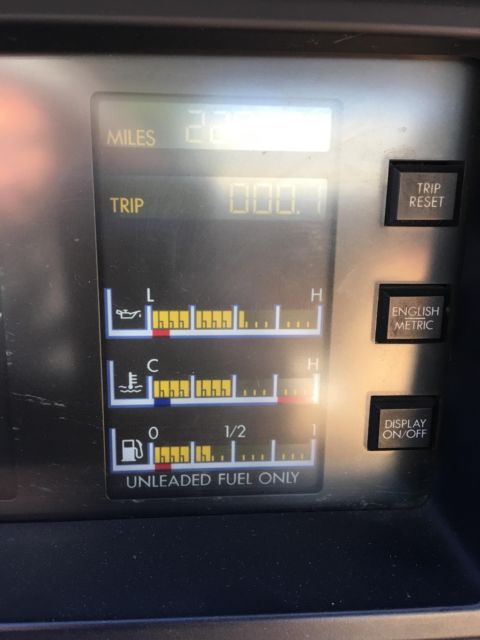 MILES
TRIP 000.1
L H
C H
0 1/2 1
UNLEADED FUEL ONLY
TRIP
RESET
ENGLISH
METRIC
DISPLAY
ON/OFF